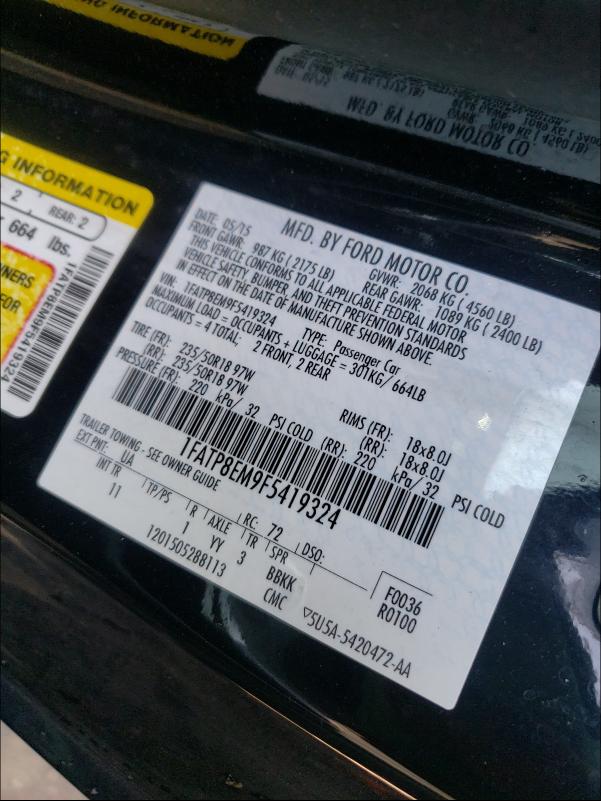 G INFORMATION
2
REAR: 2
664 lbs.
1FATP8EM9F5419324
MFD. BY FORD MOTOR CO.
DATE: 05/15
GVWR: 2068 KG ( 4560 LB)
FRONT GAWR: 987 KG ( 2175 LB)
REAR GAWR: 1089 KG ( 2400 LB)
THIS VEHICLE CONFORMS TO ALL APPLICABLE FEDERAL MOTOR
VEHICLE SAFETY, BUMPER, AND THEFT PREVENTION STANDARDS
IN EFFECT ON THE DATE OF MANUFACTURE SHOWN ABOVE.
VIN: 1FATP8EM9F5419324
TYPE: Passenger Car
MAXIMUM LOAD = OCCUPANTS + LUGGAGE = 301KG/ 664LB
OCCUPANTS = 4 TOTAL: 2 FRONT, 2 REAR
TIRE (FR): 235/50R18 97W RIMS (FR): 18x8.0J
(RR): 235/50R18 97W (RR): 18x8.0J
PRESSURE (FR): 220 kPa/ 32 PSI COLD (RR): 220 kPa/ 32 PSI COLD
1FATP8EM9F5419324
TRAILER TOWING - SEE OWNER GUIDE
EXT PNT: UA RC: 72 DSO:
INT TR TP/PS R AXLE TR SPR
11 1 YY 3 BBKK
F0036
R0100
1201505288113 CMC
▽5U5A-5420472-AA